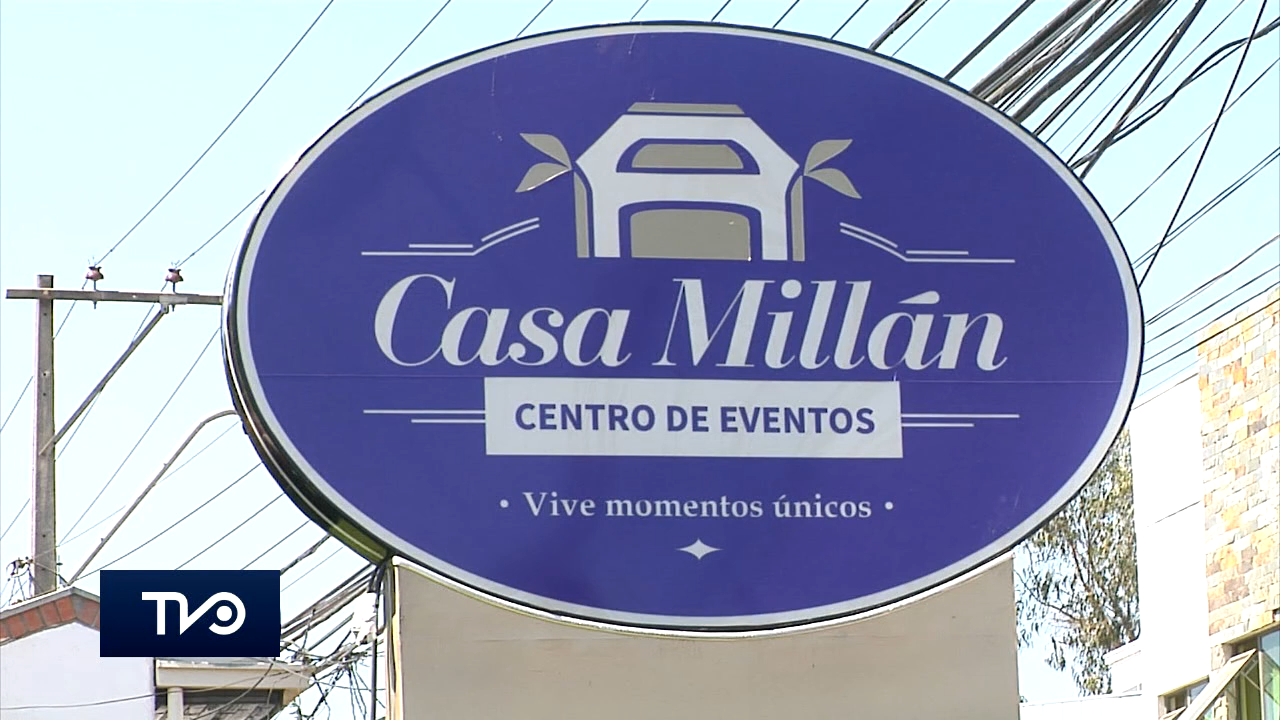 Casa Millán
CENTRO DE EVENTOS
• Vive momentos únicos •
TVO